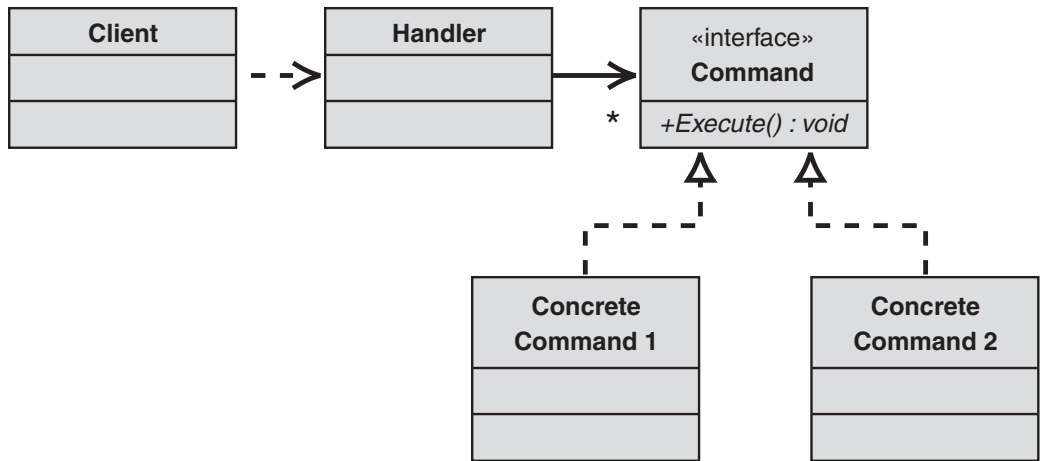 Client
Handler
«interface»
Command
*
+Execute() : void
Concrete
Command 1
Concrete
Command 2